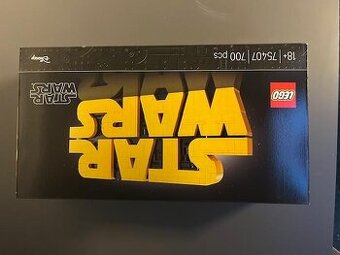 STAR
WARS
LEGO
STAR
WARS
18+ | 75407 | 700 pcs
Disney